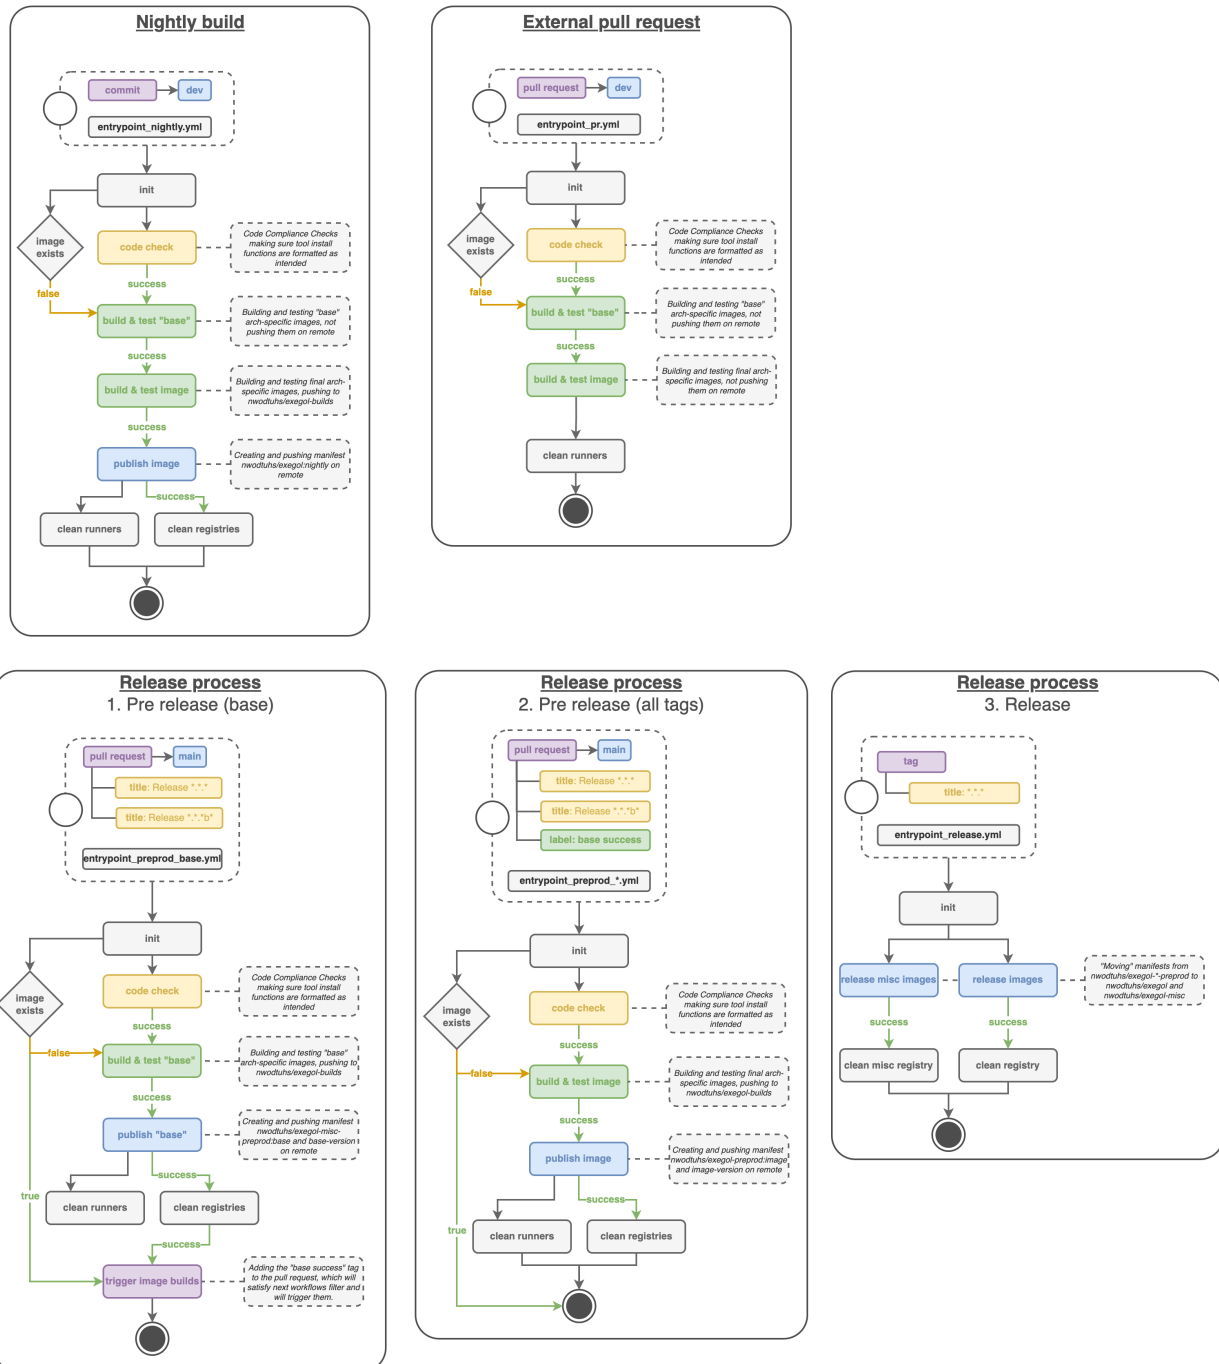 Nightly build
commit
dev
entrypoint_nightly.yml
init
image
exists
code check
Code Compliance Checks
making sure tool install
functions are formatted as
intended
false
success
build & test "base"
Building and testing "base"
arch-specific images, not
pushing them on remote
success
build & test image
Building and testing final arch-
specific images, pushing to
nwodtuhs/exegol-builds
success
publish image
Creating and pushing manifest
nwodtuhs/exegol:nightly on
remote
success
clean runners
clean registries
External pull request
pull request
dev
entrypoint_pr.yml
init
image
exists
code check
Code Compliance Checks
making sure tool install
functions are formatted as
intended
false
success
build & test "base"
Building and testing "base"
arch-specific images, not
pushing them on remote
success
build & test image
Building and testing final arch-
specific images, not pushing
them on remote
clean runners
Release process
1. Pre release (base)
pull request
main
title: Release *.*.*
title: Release *.*.*b*
entrypoint_preprod_base.yml
init
image
exists
code check
Code Compliance Checks
making sure tool install
functions are formatted as
intended
success
false
build & test "base"
Building and testing "base"
arch-specific images, pushing to
nwodtuhs/exegol-builds
success
publish "base"
Creating and pushing manifest
nwodtuhs/exegol-misc-
preprod:base and base-version
on remote
success
true
clean runners
clean registries
success
trigger image builds
Adding the "base success" tag
to the pull request, which will
satisfy next workflows filter and
will trigger them.
Release process
2. Pre release (all tags)
pull request
main
title: Release *.*.*
title: Release *.*.*b*
label: base success
entrypoint_preprod_*.yml
init
image
exists
code check
Code Compliance Checks
making sure tool install
functions are formatted as
intended
success
false
build & test image
Building and testing final arch-
specific images, pushing to
nwodtuhs/exegol-builds
success
publish image
Creating and pushing manifest
nwodtuhs/exegol-preprod:image
and image-version on remote
success
true
clean runners
clean registries
Release process
3. Release
tag
title: *.*.*
entrypoint_release.yml
init
release misc images
release images
"Moving" manifests from
nwodtuhs/exegol-*-preprod to
nwodtuhs/exegol and
nwodtuhs/exegol-misc
success
success
clean misc registry
clean registry